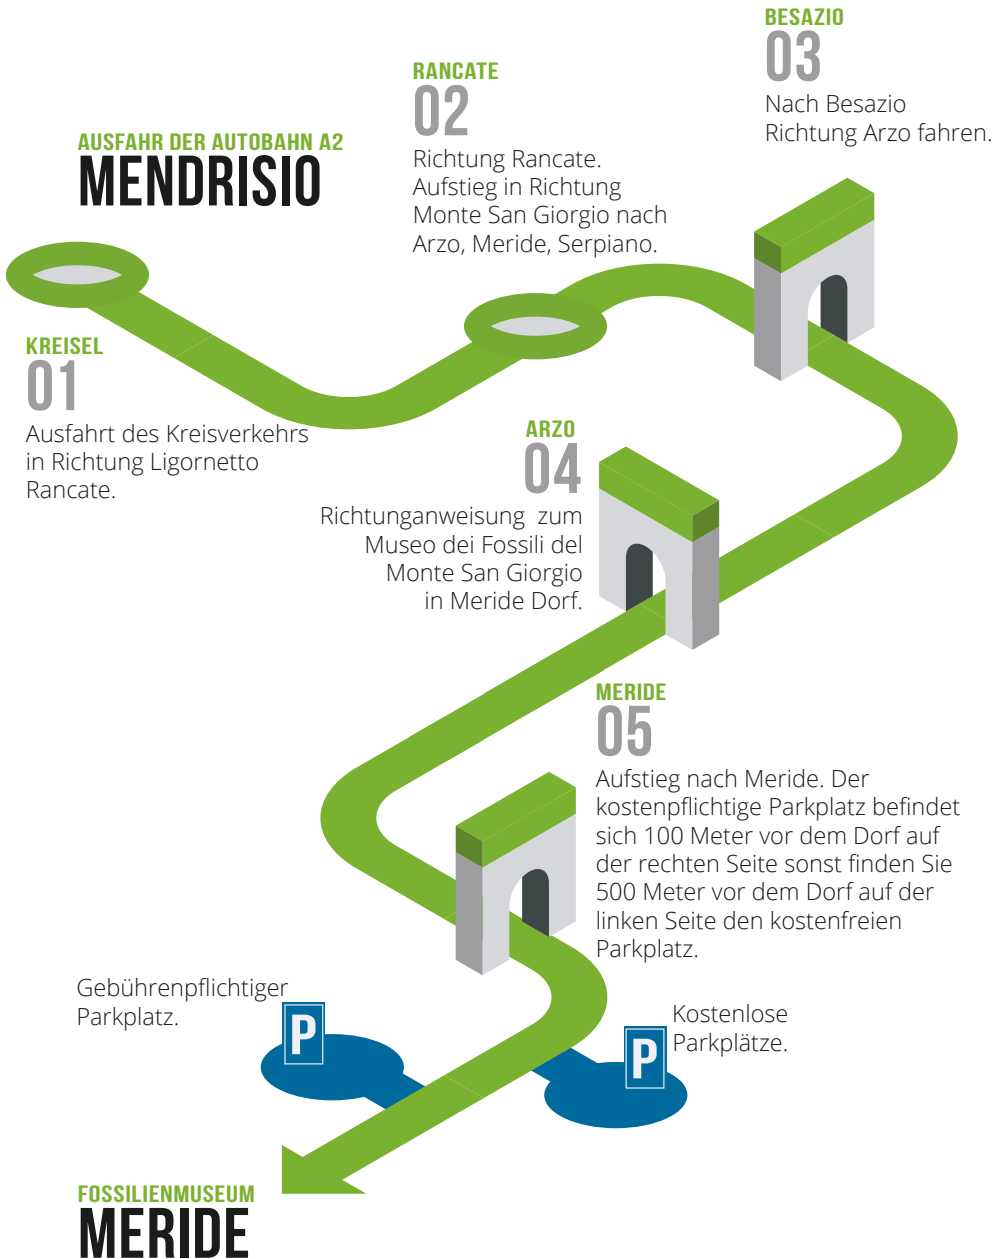 AUSFAHR DER AUTOBAHN A2
MENDRISIO
KREISEL
01
Ausfahrt des Kreisverkehrs
in Richtung Ligornetto
Rancate.
RANCATE
02
Richtung Rancate.
Aufstieg in Richtung
Monte San Giorgio nach
Arzo, Meride, Serpiano.
BESAZIO
03
Nach Besazio
Richtung Arzo fahren.
ARZO
04
Richtunganweisung zum
Museo dei Fossili del
Monte San Giorgio
in Meride Dorf.
MERIDE
05
Aufstieg nach Meride. Der
kostenpflichtige Parkplatz befindet
sich 100 Meter vor dem Dorf auf
der rechten Seite sonst finden Sie
500 Meter vor dem Dorf auf der
linken Seite den kostenfreien
Parkplatz.
Gebührenpflichtiger
Parkplatz.
P
Kostenlose
Parkplätze.
P
FOSSILIENMUSEUM
MERIDE